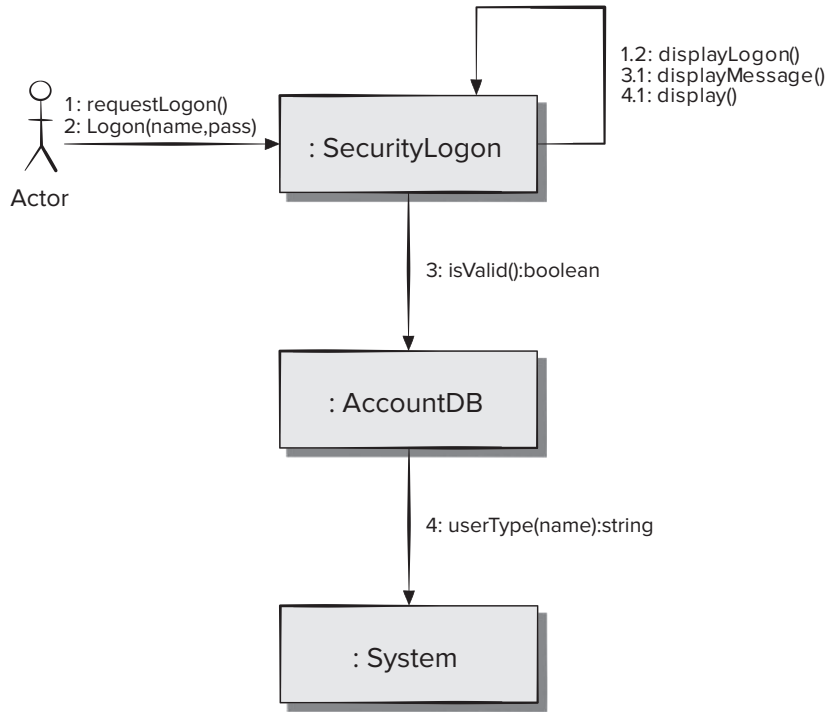 1.2: displayLogon()
3.1: displayMessage()
4.1: display()
1: requestLogon()
2: Logon(name,pass)
: SecurityLogon
Actor
3: isValid():boolean
: AccountDB
4: userType(name):string
: System